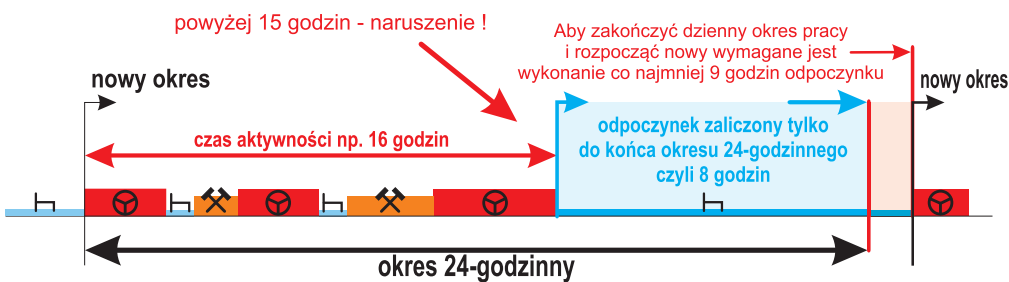 powyżej 15 godzin - naruszenie !
Aby zakończyć dzienny okres pracy
i rozpocząć nowy wymagane jest
wykonanie co najmniej 9 godzin odpoczynku
nowy okres
nowy okres
czas aktywności np. 16 godzin
odpoczynek zaliczony tylko
do końca okresu 24-godzinnego
czyli 8 godzin
okres 24-godzinny